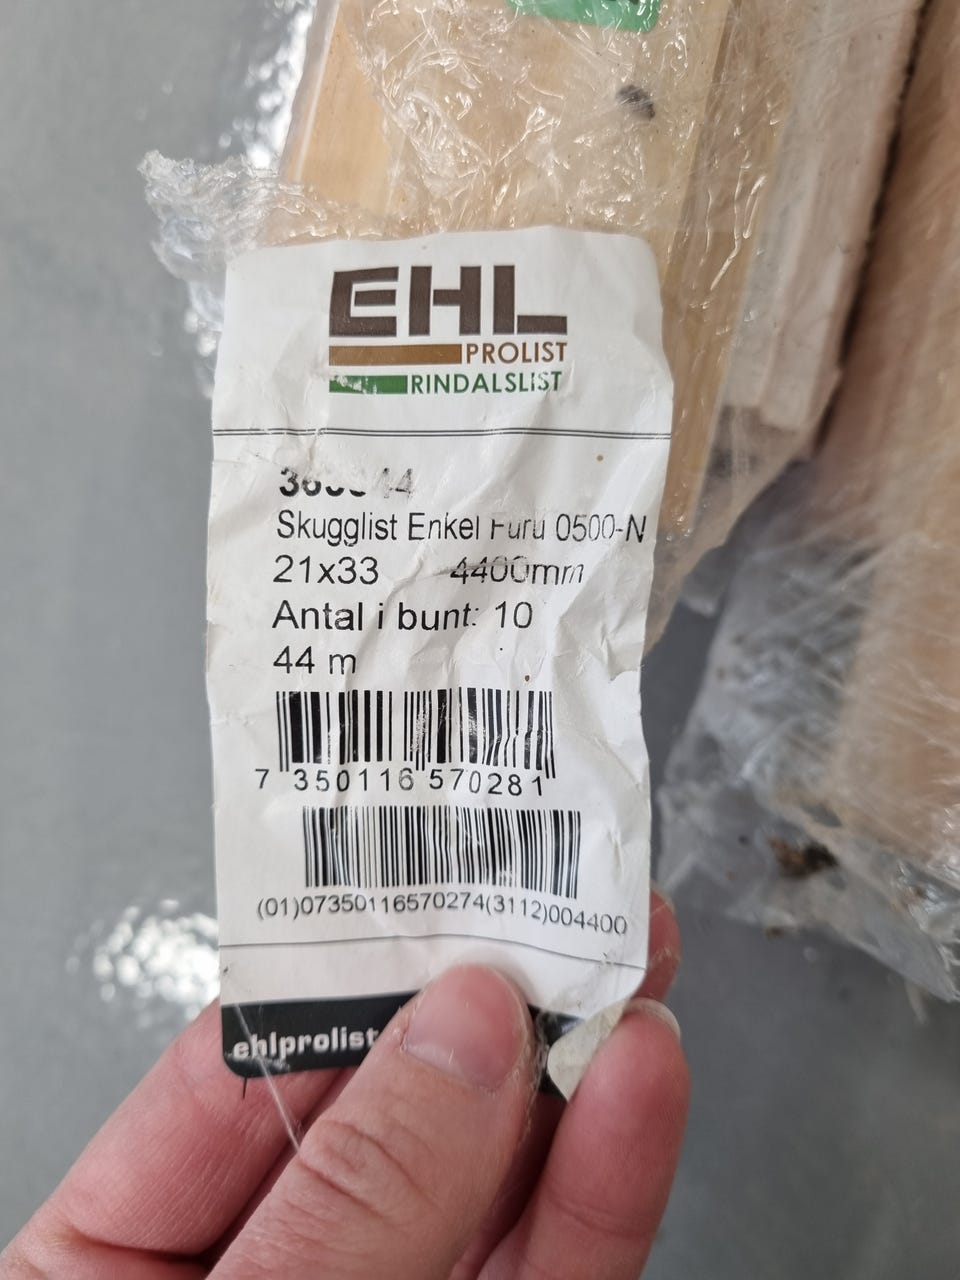 EHL
PROLIST
RINDALSLIST
Skugglist Enkel Furu 0500-N
21x33 4400mm
Antal i bunt: 10
44 m
7 350116 570281
(01)07350116570274(3112)004400
ehlprolist